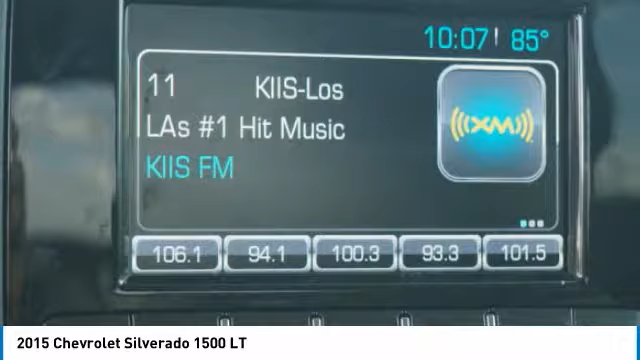 10:07 85°
11 KIIS-Los
LAs #1 Hit Music
KIIS FM
((XM))
106.1 94.1 100.3 93.3 101.5
2015 Chevrolet Silverado 1500 LT